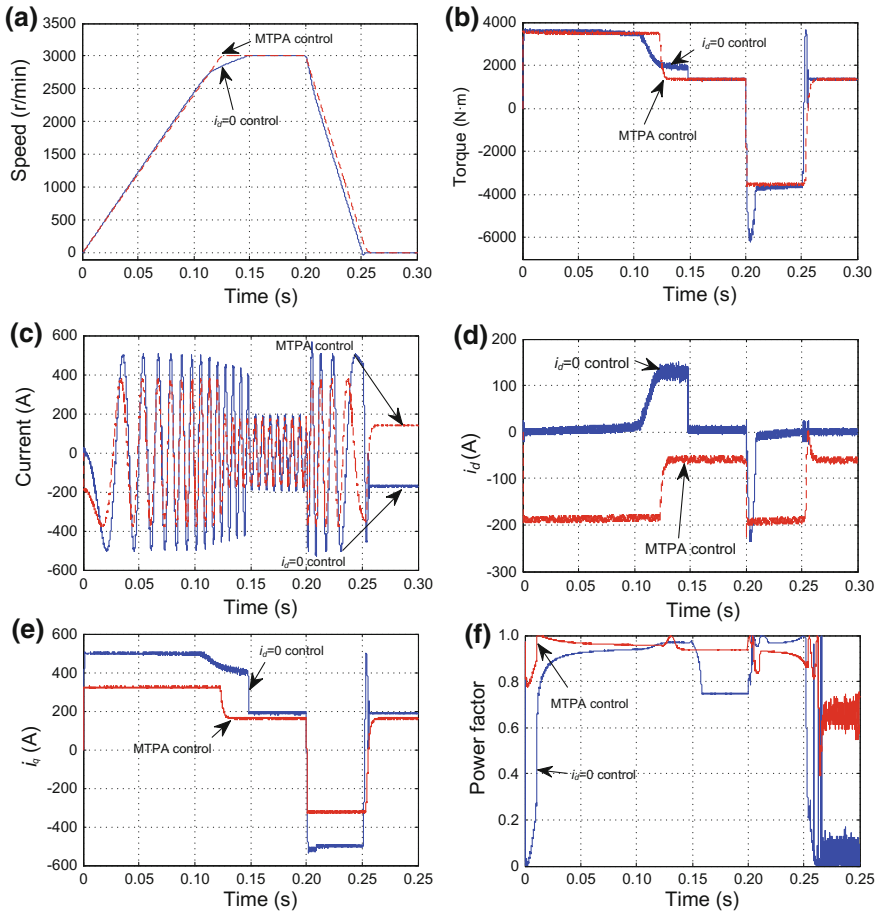 (a)
3500
3000
2500
2000
1500
1000
500
0
Speed (r/min)
MTPA control
i_d=0 control
0
0.05
0.10
0.15
0.20
0.25
0.30
Time (s)
(b)
4000
2000
0
-2000
-4000
-6000
Torque (N·m)
i_d=0 control
MTPA control
0
0.05
0.10
0.15
0.20
0.25
0.30
Time (s)
(c)
600
400
200
0
-200
-400
-600
Current (A)
MTPA control
i_d=0 control
0
0.05
0.10
0.15
0.20
0.25
0.30
Time (s)
(d)
200
100
0
-100
-200
-300
i_d (A)
i_d=0 control
MTPA control
0
0.05
0.10
0.15
0.20
0.25
0.30
Time (s)
(e)
600
400
200
0
-200
-400
-600
i_q (A)
i_d=0 control
MTPA control
0
0.05
0.10
0.15
0.20
0.25
0.25
Time (s)
(f)
1.0
0.8
0.6
0.4
0.2
0
Power factor
MTPA control
i_d=0 control
0
0.05
0.10
0.15
0.20
0.25
0.25
Time (s)